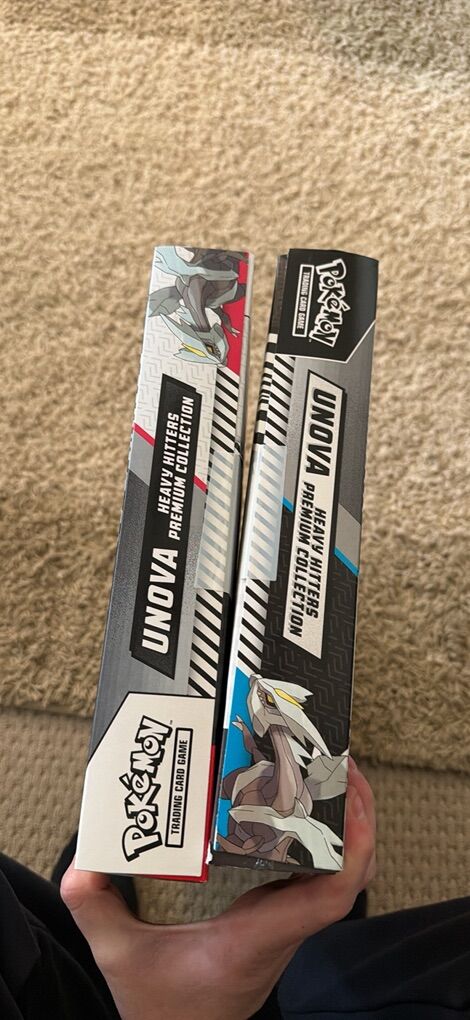 Pokémon
TRADING CARD GAME
UNOVA
HEAVY HITTERS
PREMIUM COLLECTION
Pokémon
TRADING CARD GAME
UNOVA
HEAVY HITTERS
PREMIUM COLLECTION